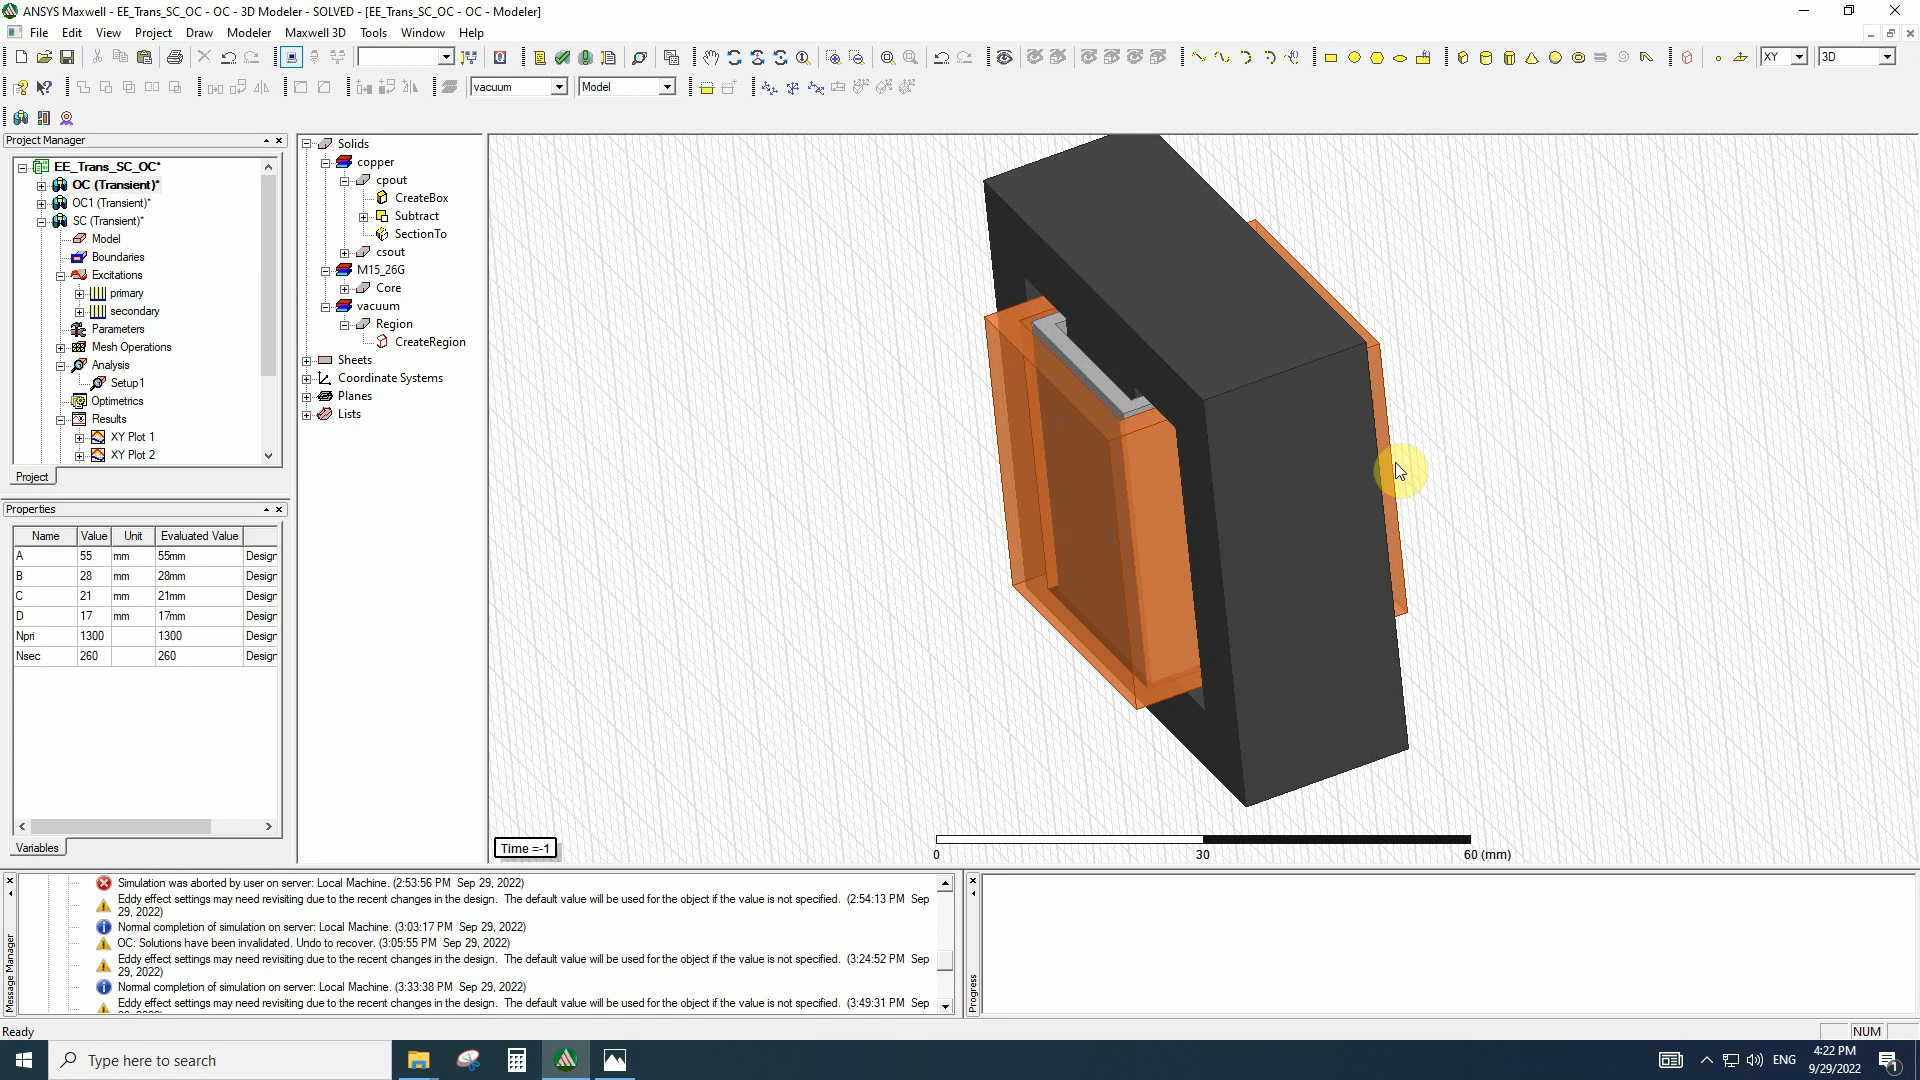 ANSYS Maxwell - EE_Trans_SC_OC - OC - 3D Modeler - SOLVED - [EE_Trans_SC_OC - OC - Modeler]
File Edit View Project Draw Modeler Maxwell 3D Tools Window Help
XY 3D
vacuum Model
Project Manager
EE_Trans_SC_OC*
OC (Transient)*
OC1 (Transient)*
SC (Transient)*
Model
Boundaries
Excitations
primary
secondary
Parameters
Mesh Operations
Analysis
Setup1
Optimetrics
Results
XY Plot 1
XY Plot 2
Project
Properties
Name Value Unit Evaluated Value
A 55 mm 55mm Design
B 28 mm 28mm Design
C 21 mm 21mm Design
D 17 mm 17mm Design
Npri 1300 1300 Design
Nsec 260 260 Design
Variables
Solids
copper
cpout
CreateBox
Subtract
SectionTo
csout
M15_26G
Core
vacuum
Region
CreateRegion
Sheets
Coordinate Systems
Planes
Lists
Time =-1
0 30 60 (mm)
Message Manager
Simulation was aborted by user on server: Local Machine. (2:53:56 PM Sep 29, 2022)
Eddy effect settings may need revisiting due to the recent changes in the design. The default value will be used for the object if the value is not specified. (2:54:13 PM Sep
29, 2022)
Normal completion of simulation on server: Local Machine. (3:03:17 PM Sep 29, 2022)
OC: Solutions have been invalidated. Undo to recover. (3:05:55 PM Sep 29, 2022)
Eddy effect settings may need revisiting due to the recent changes in the design. The default value will be used for the object if the value is not specified. (3:24:52 PM Sep
29, 2022)
Normal completion of simulation on server: Local Machine. (3:33:38 PM Sep 29, 2022)
Eddy effect settings may need revisiting due to the recent changes in the design. The default value will be used for the object if the value is not specified. (3:49:31 PM Sep
Progress
Ready
NUM
Type here to search
ENG
4:22 PM
9/29/2022
1